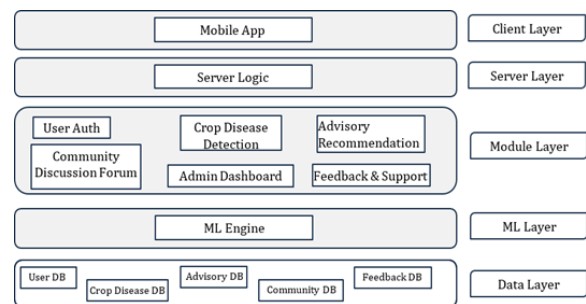 Mobile App
Client Layer
Server Logic
Server Layer
User Auth
Crop Disease
Detection
Advisory
Recommendation
Module Layer
Community
Discussion Forum
Admin Dashboard
Feedback & Support
ML Engine
ML Layer
User DB
Crop Disease DB
Advisory DB
Community DB
Feedback DB
Data Layer